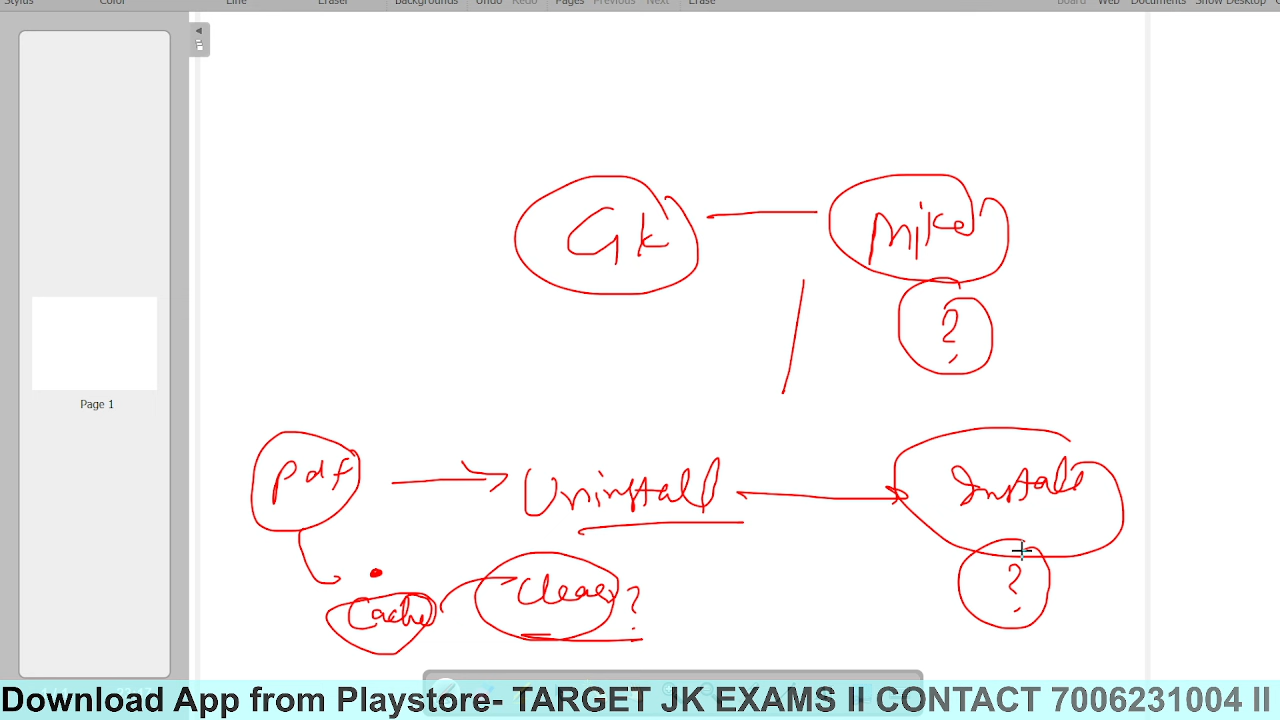 Stylus Color Line Eraser Backgrounds Undo Redo Pages Previous Next Erase Board Web Documents Show Desktop
Gk Mike
?
Page 1
Pdf Uninstall Install
Cache Clear? ?
Download App from Playstore- TARGET JK EXAMS II CONTACT 7006231004 II